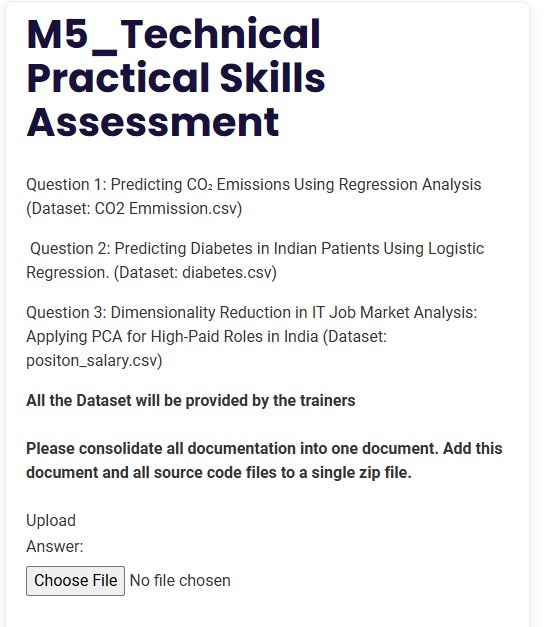 M5_Technical
Practical Skills
Assessment
Question 1: Predicting CO₂ Emissions Using Regression Analysis
(Dataset: CO2 Emmission.csv)
Question 2: Predicting Diabetes in Indian Patients Using Logistic
Regression. (Dataset: diabetes.csv)
Question 3: Dimensionality Reduction in IT Job Market Analysis:
Applying PCA for High-Paid Roles in India (Dataset:
positon_salary.csv)
All the Dataset will be provided by the trainers
Please consolidate all documentation into one document. Add this
document and all source code files to a single zip file.
Upload
Answer:
Choose File No file chosen